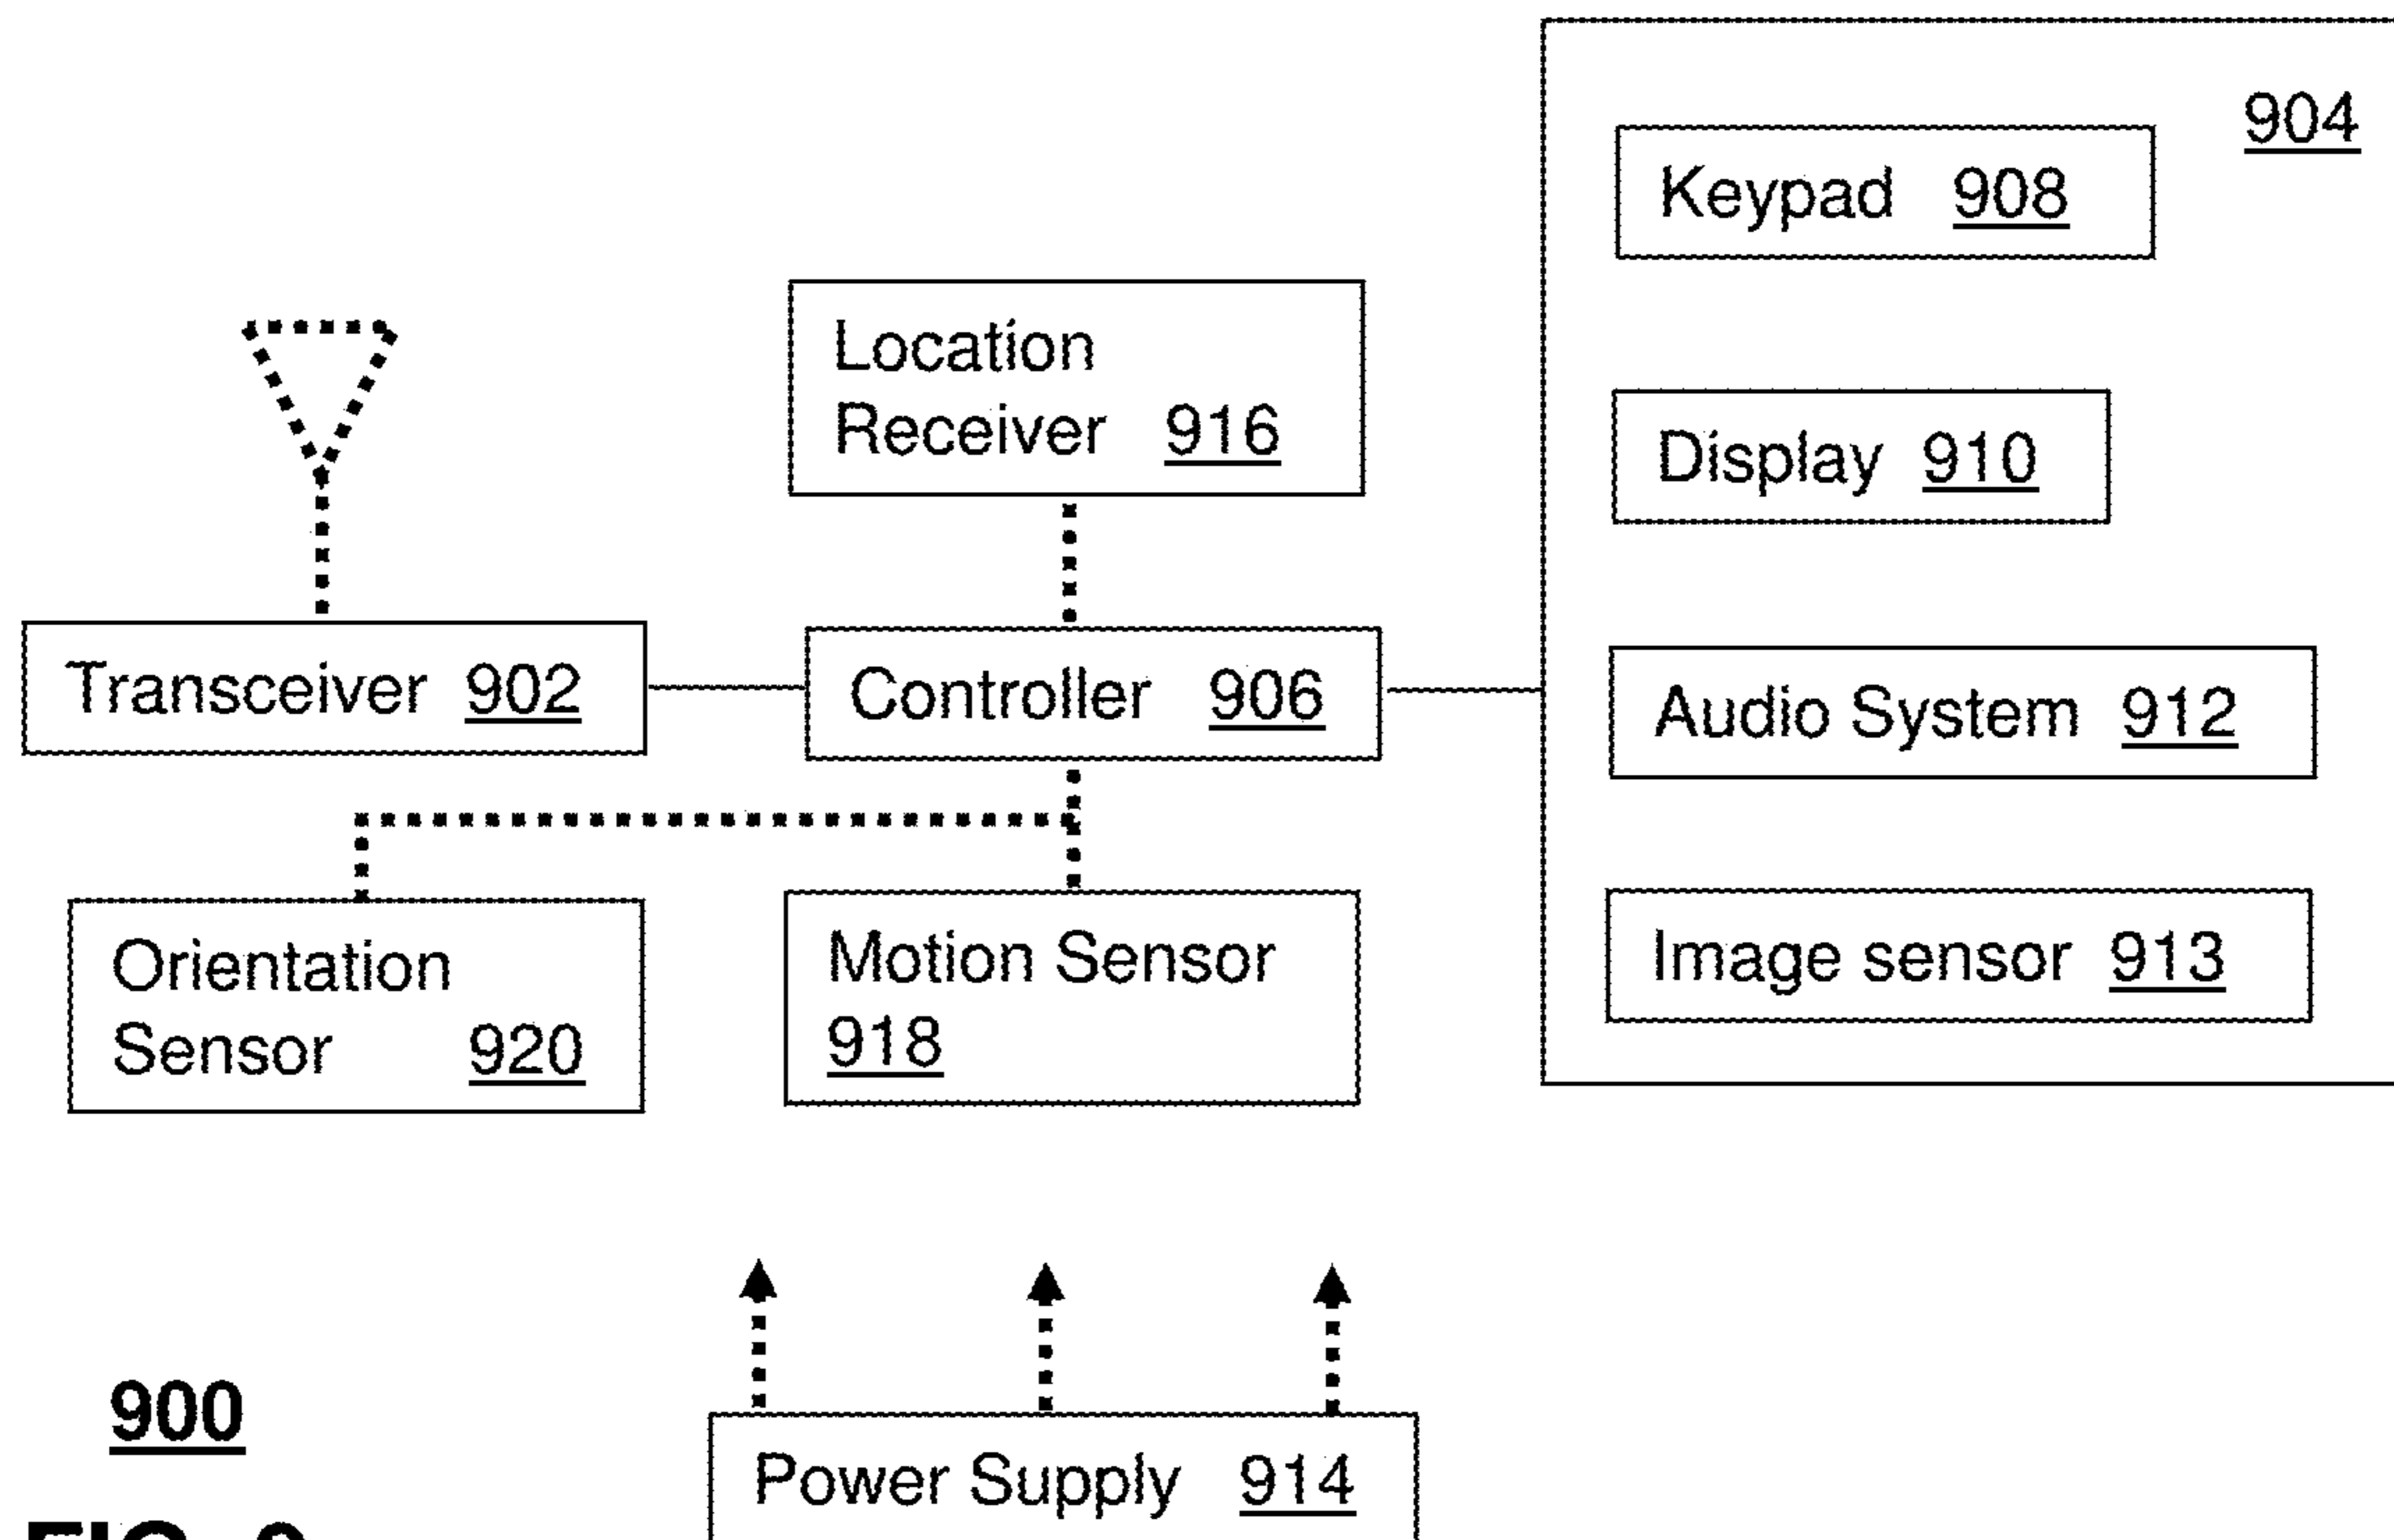 904
Keypad 908
Location
Receiver 916
Display 910
Transceiver 902
Controller 906
Audio System 912
Orientation
Sensor 920
Motion Sensor
918
Image sensor 913
900
Power Supply 914